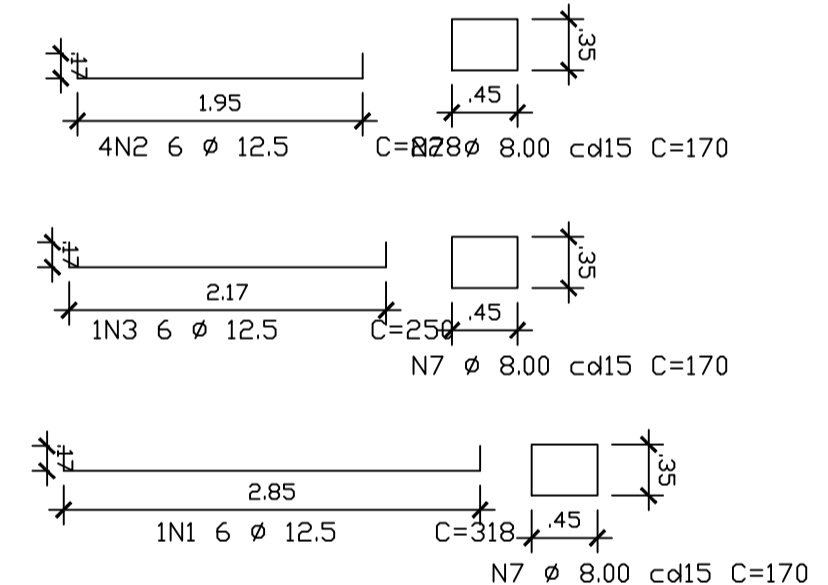 .17
.35
1.95
.45
4N2 6 ø 12.5
ø 8.00 cd15 C=170
.17
.35
2.17
.45
1N3 6 ø 12.5 C=250
N7 ø 8.00 cd15 C=170
.17
.35
2.85
.45
1N1 6 ø 12.5 C=318
N7 ø 8.00 cd15 C=170